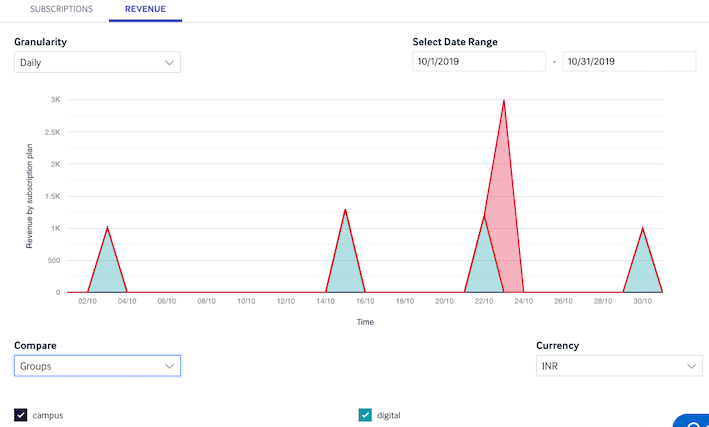 SUBSCRIPTIONS REVENUE
Granularity Select Date Range
Daily 10/1/2019 - 10/31/2019
3K
2.5K
2K
1.5K
1K
500
0
Revenue by subscription plan
02/10 04/10 06/10 08/10 10/10 12/10 14/10 16/10 18/10 20/10 22/10 24/10 26/10 28/10 30/10
Time
Compare Currency
Groups INR
campus digital